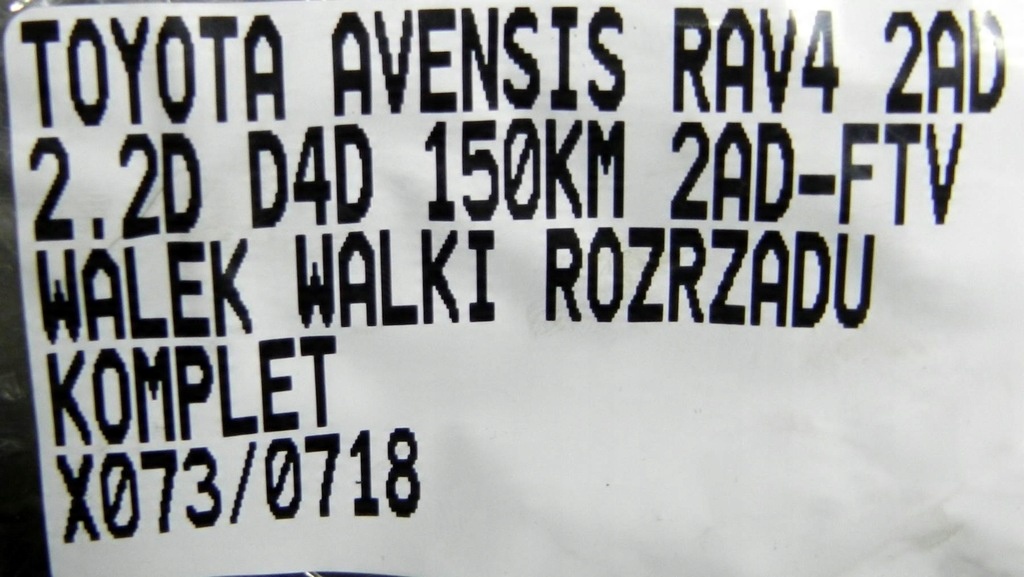 TOYOTA AVENSIS RAV4 2AD
2.2D D4D 150KM 2AD-FTV
WALEK WALKI ROZRZADU
KOMPLET
X073/0718